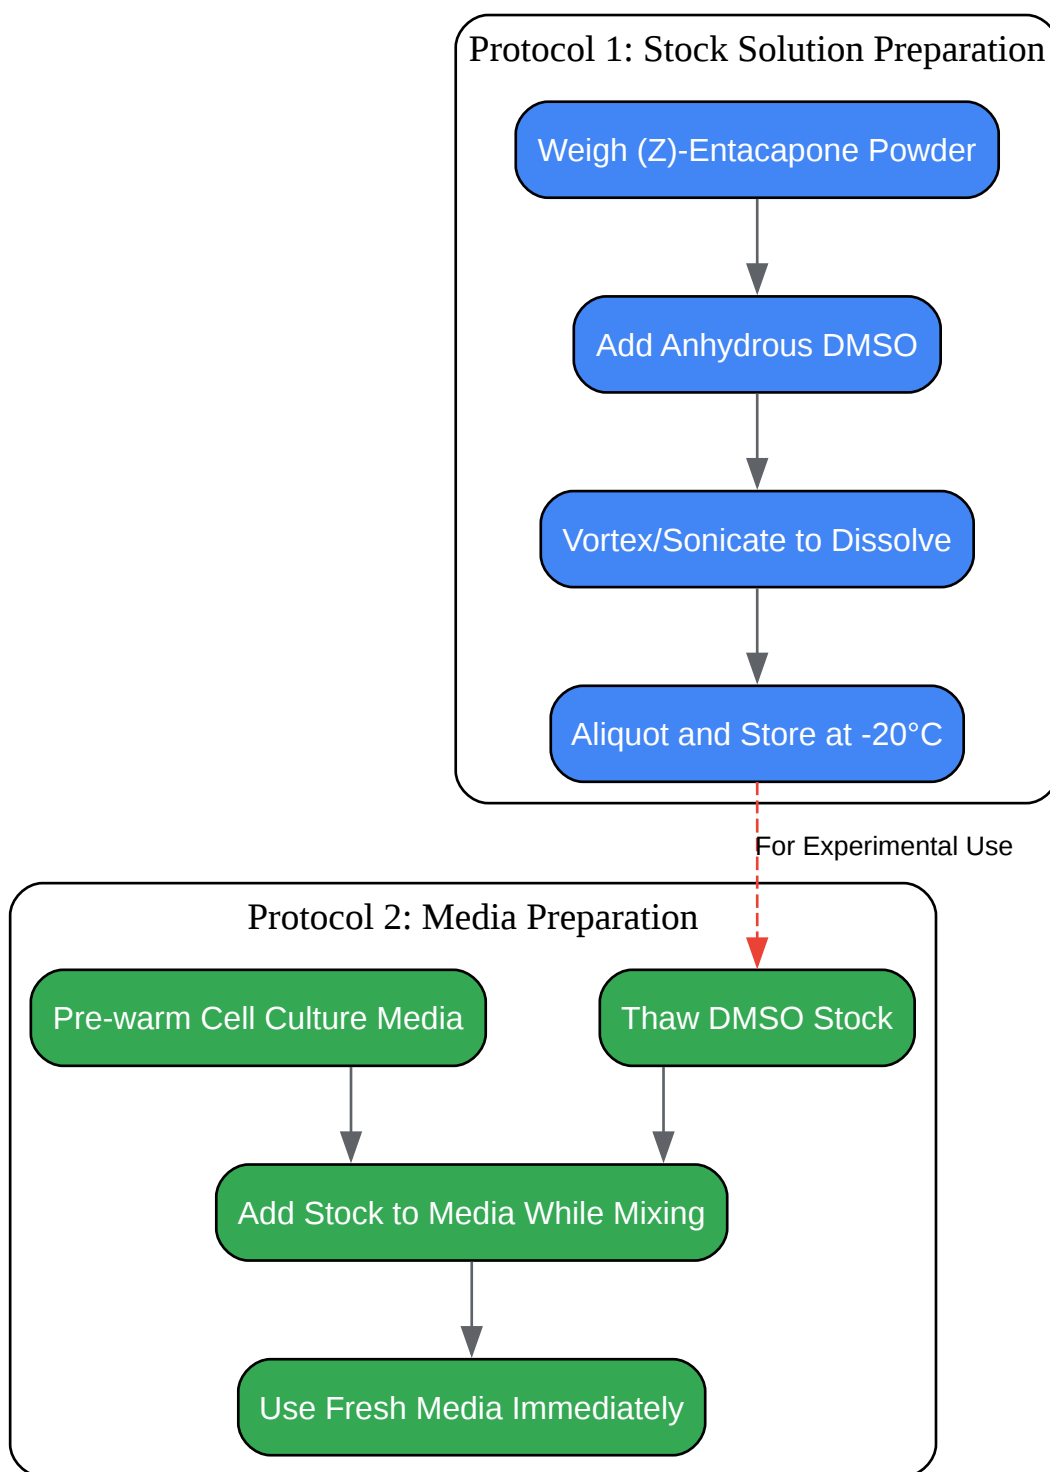 Protocol 1: Stock Solution Preparation
Weigh (Z)-Entacapone Powder
Add Anhydrous DMSO
Vortex/Sonicate to Dissolve
Aliquot and Store at -20°C
For Experimental Use
Protocol 2: Media Preparation
Pre-warm Cell Culture Media
Thaw DMSO Stock
Add Stock to Media While Mixing
Use Fresh Media Immediately